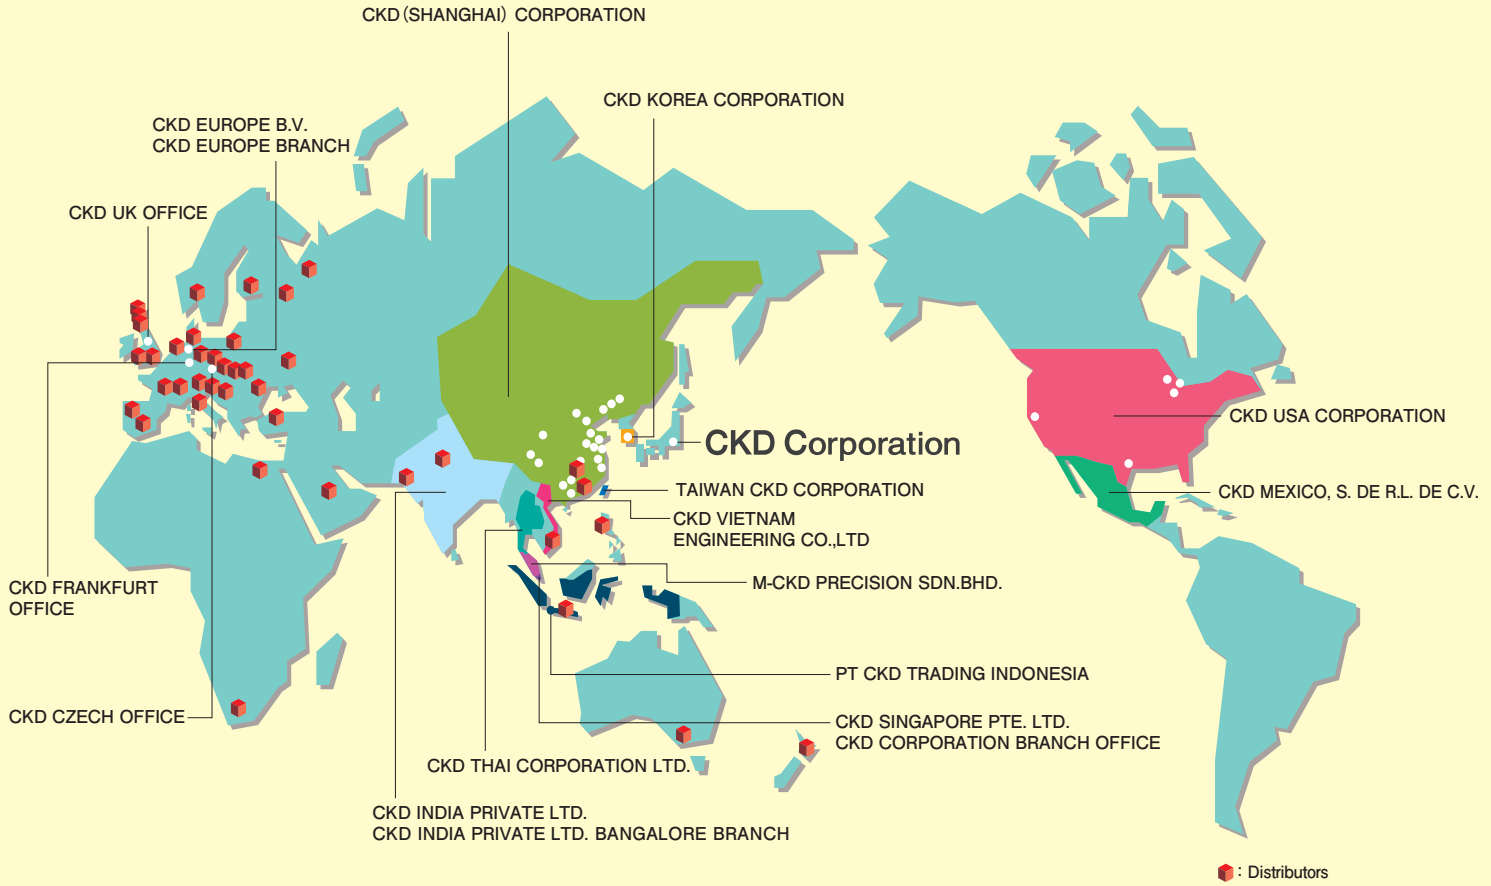 CKD (SHANGHAI) CORPORATION
CKD KOREA CORPORATION
CKD EUROPE B.V.
CKD EUROPE BRANCH
CKD UK OFFICE
CKD USA CORPORATION
CKD Corporation
TAIWAN CKD CORPORATION
CKD MEXICO, S. DE R.L. DE C.V.
CKD VIETNAM
ENGINEERING CO.,LTD
M-CKD PRECISION SDN.BHD.
CKD FRANKFURT
OFFICE
PT CKD TRADING INDONESIA
CKD CZECH OFFICE
CKD SINGAPORE PTE. LTD.
CKD CORPORATION BRANCH OFFICE
CKD THAI CORPORATION LTD.
CKD INDIA PRIVATE LTD.
CKD INDIA PRIVATE LTD. BANGALORE BRANCH
: Distributors